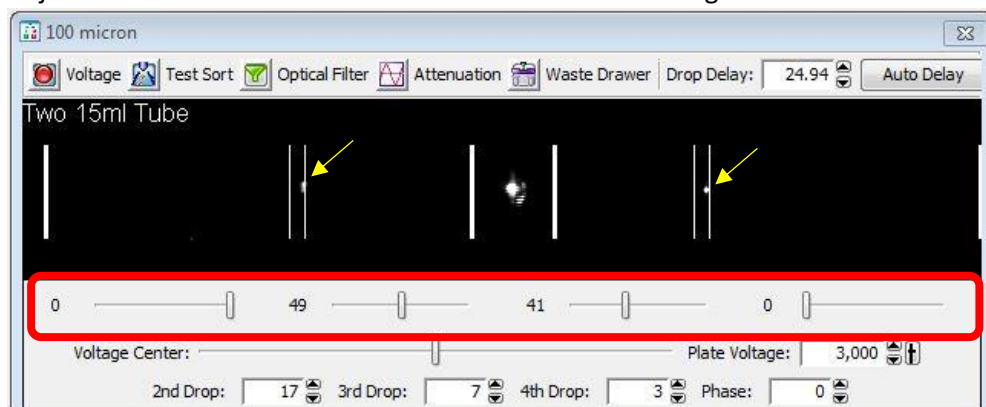 100 micron
Voltage Test Sort Optical Filter Attenuation Waste Drawer Drop Delay: 24.94 Auto Delay
Two 15ml Tube
0 49 41 0
Voltage Center: Plate Voltage: 3,000
2nd Drop: 17 3rd Drop: 7 4th Drop: 3 Phase: 0